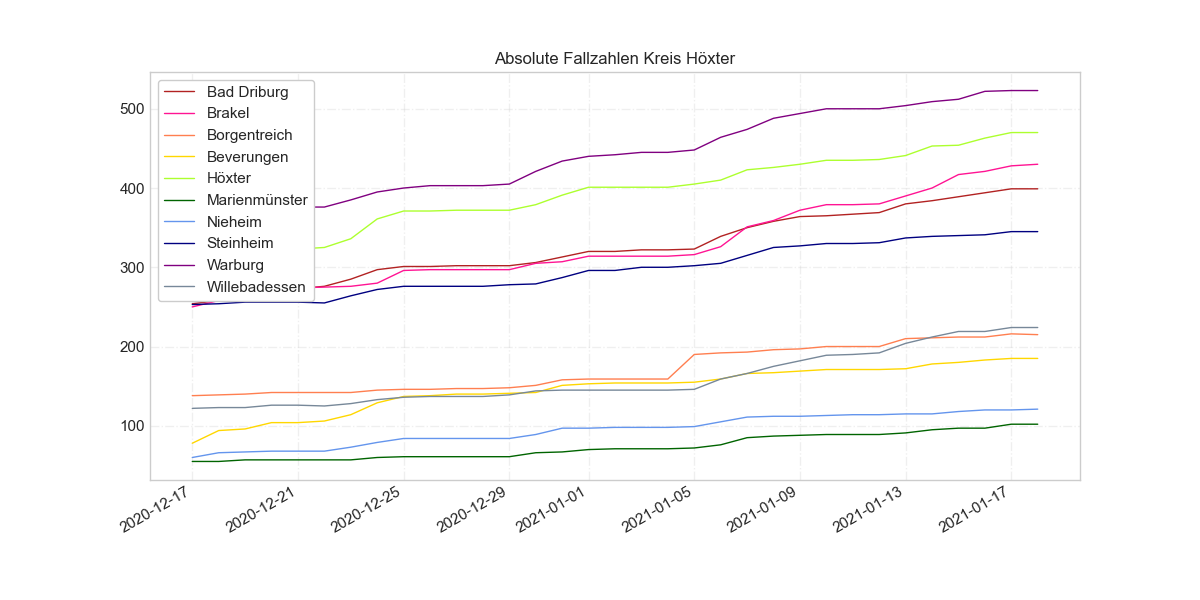 Absolute Fallzahlen Kreis Höxter
Bad Driburg
Brakel
Borgentreich
Beverungen
Höxter
Marienmünster
Nieheim
Steinheim
Warburg
Willebadessen
500
400
300
200
100
2020-12-17
2020-12-21
2020-12-25
2020-12-29
2021-01-01
2021-01-05
2021-01-09
2021-01-13
2021-01-17